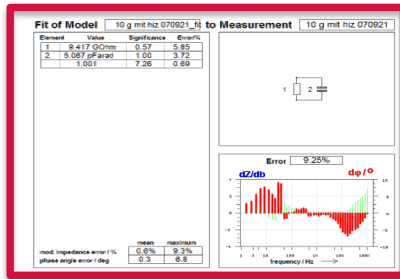 Fit of Model 10 g mit hiz 070921_fit to Measurement 10 g mit hiz 070921
Element Value Significance Error/%
1 9.417 GOhm 0.57 5.85
2 5.067 pFarad 1.00 3.72
1.001 7.26 0.69
1 2
Error 9.25%
dZ/db dφ/°
mean maximum
mod. impedance error / % 0.6% 9.3%
phase angle error / deg 0.3 6.8
frequency / Hz